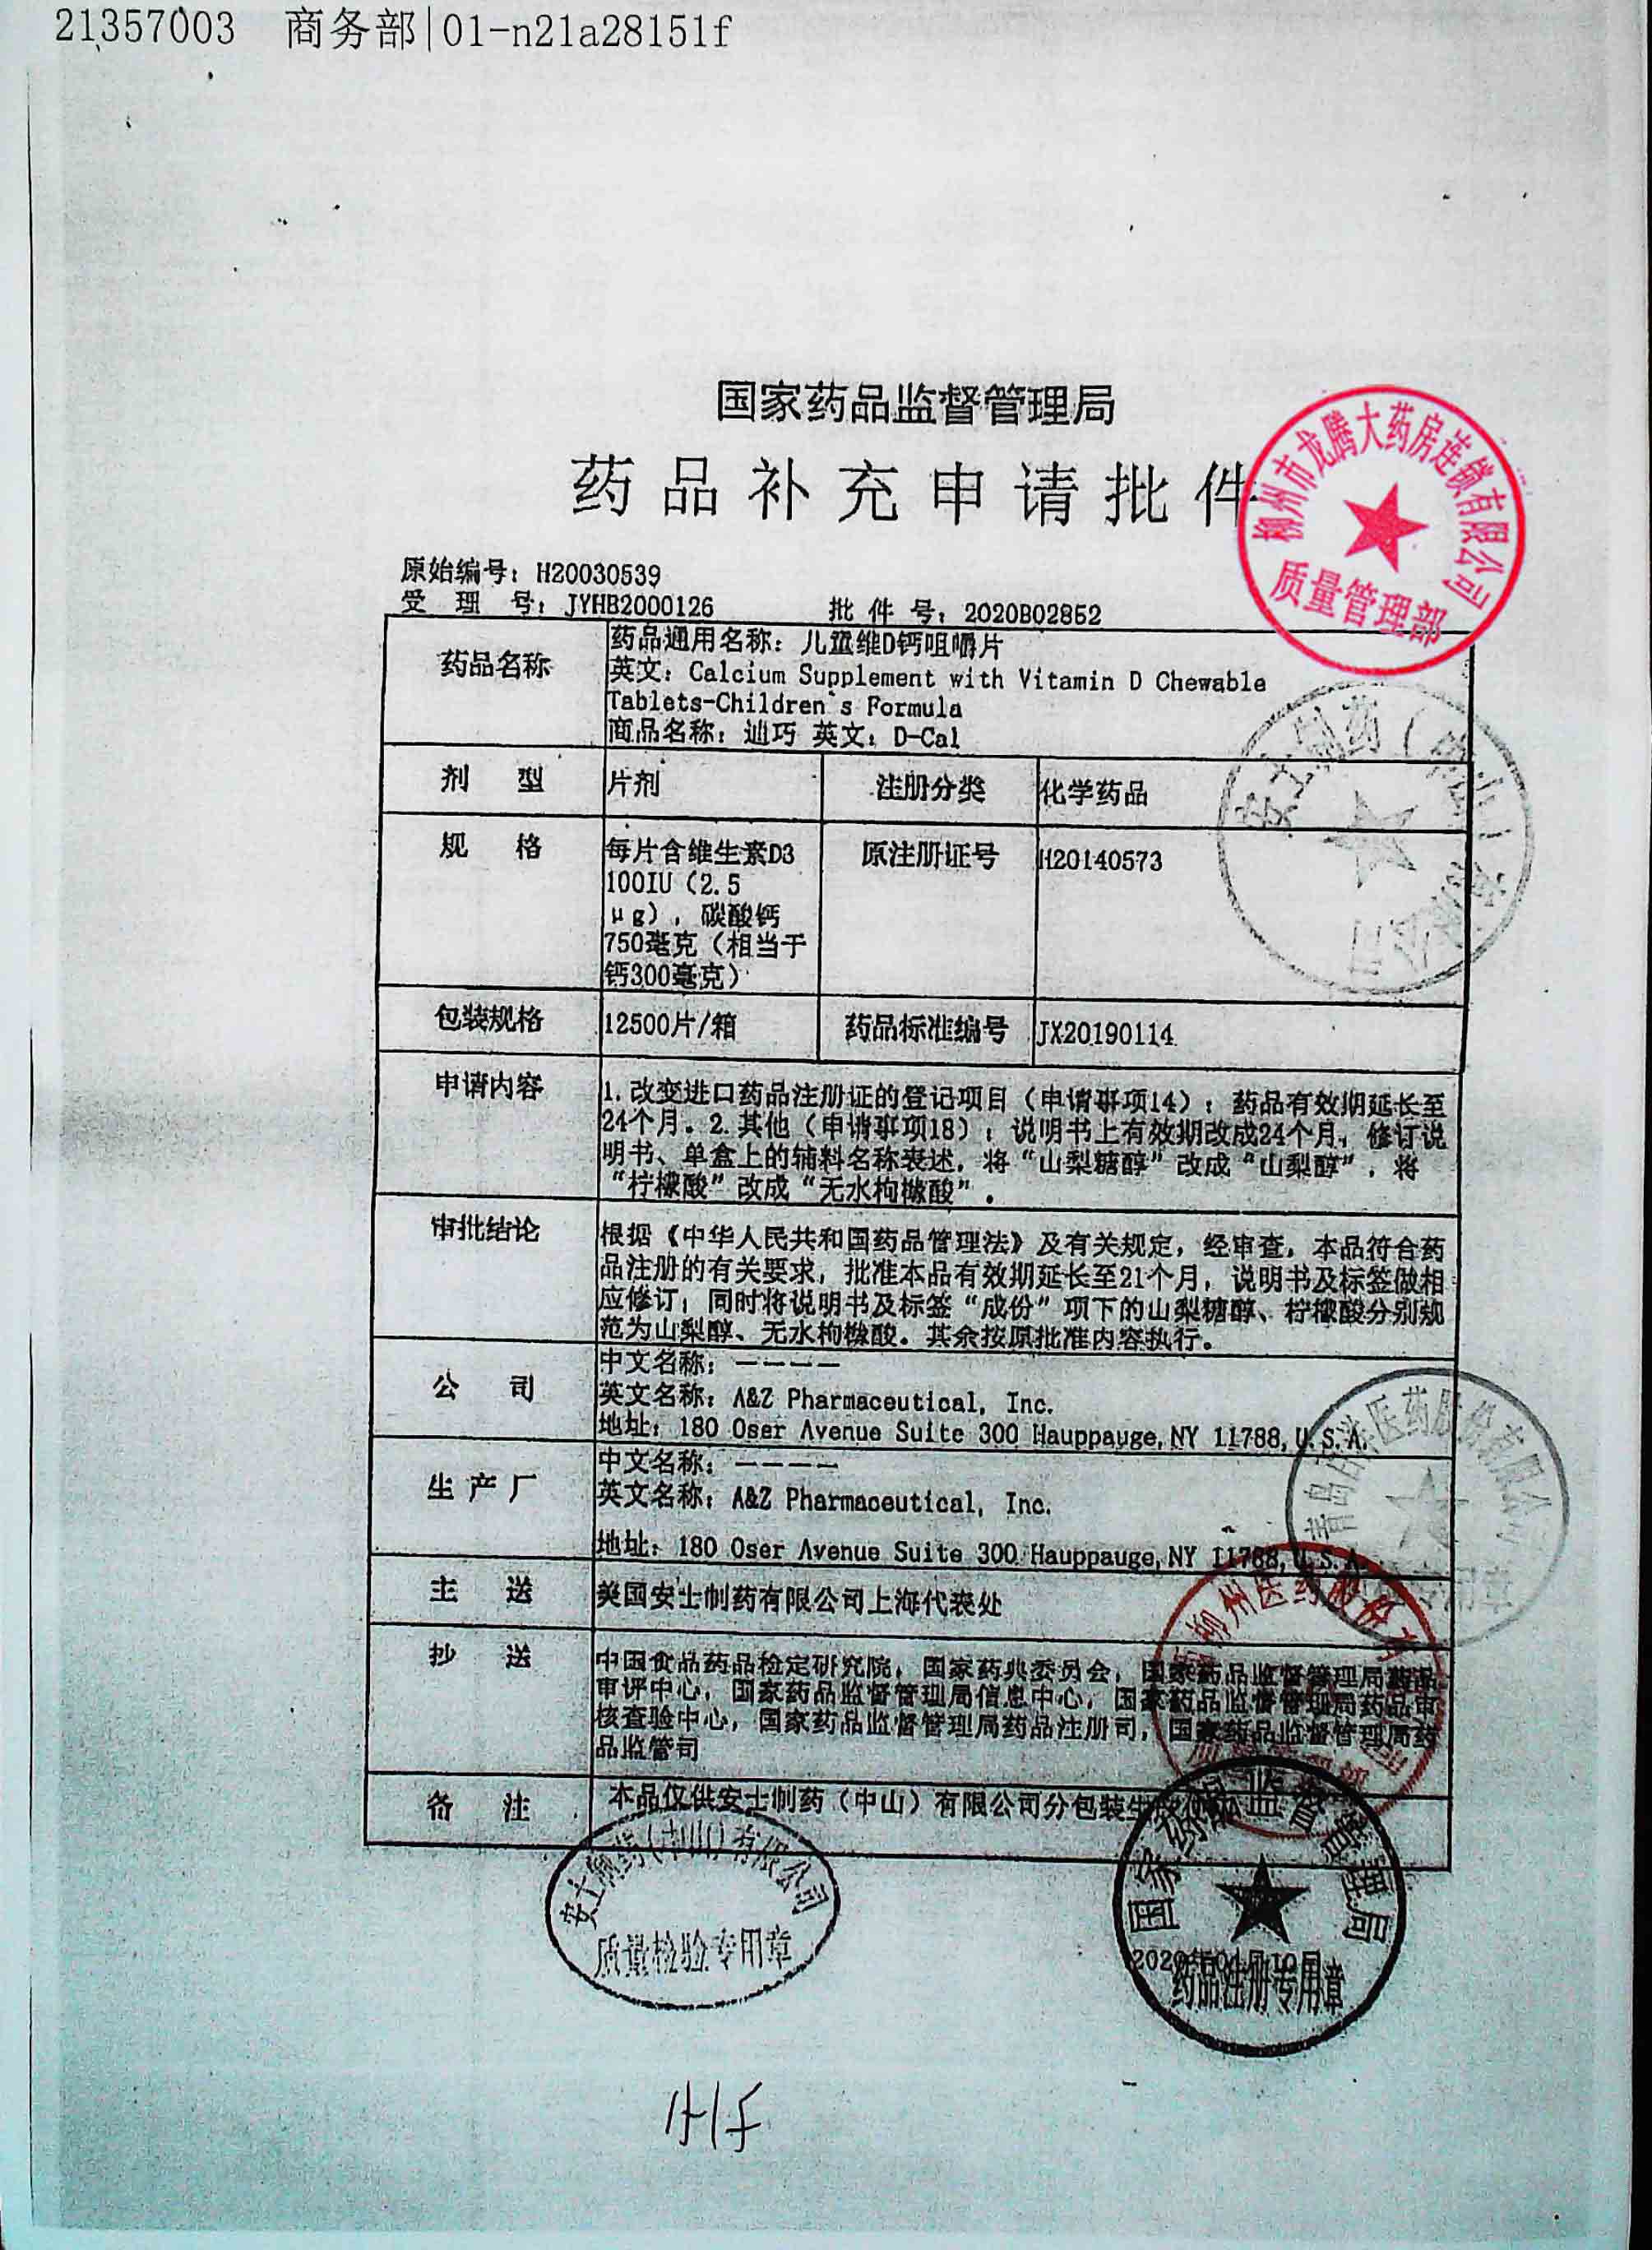 21357003 商务部|01-n21a28151f
国家药品监督管理局
药品补充申请批件
原始编号：H20030539
受 理 号：JYHB2000126 批 件 号：2020B02852
药品名称
药品通用名称：儿童维D钙咀嚼片
英文：Calcium Supplement with Vitamin D Chewable
Tablets-Children`s Formula
商品名称：迪巧 英文：D-Cal
剂 型 片剂 注册分类 化学药品
规 格 每片含维生素D3 原注册证号 H20140573
100IU（2.5
μg），碳酸钙
750毫克（相当于
钙300毫克）
包装规格 12500片/箱 药品标准编号 JX20190114
申请内容
1.改变进口药品注册证的登记项目（申请事项14）：药品有效期延长至
24个月。2.其他（申请事项18）：说明书上有效期改成24个月，修订说
明书、单盒上的辅料名称表述，将“山梨糖醇”改成“山梨醇”，将
“柠檬酸”改成“无水枸橼酸”。
审批结论
根据《中华人民共和国药品管理法》及有关规定，经审查，本品符合药
品注册的有关要求，批准本品有效期延长至21个月，说明书及标签做相
应修订，同时将说明书及标签“成份”项下的山梨糖醇、柠檬酸分别规
范为山梨醇、无水枸橼酸。其余按原批准内容执行。
公 司
中文名称：－－－－
英文名称：A&Z Pharmaceutical, Inc.
地址：180 Oser Avenue Suite 300 Hauppauge,NY 11788,U.S.A.
生 产 厂
中文名称：－－－－
英文名称：A&Z Pharmaceutical, Inc.
地址：180 Oser Avenue Suite 300 Hauppauge,NY 11788,U.S.A.
主 送 美国安士制药有限公司上海代表处
抄 送
中国食品药品检定研究院，国家药典委员会，国家药品监督管理局药品
审评中心，国家药品监督管理局信息中心，国家药品监督管理局药品审
核查验中心，国家药品监督管理局药品注册司，国家药品监督管理局药
品监管司
备 注 本品仅供安士制药（中山）有限公司分包装生产使用
柳州市龙腾大药房连锁有限公司
质量管理部
安士制药（中山）有限公司
安士制药（中山）有限公司
质量检验专用章
国家药品监督管理局
药品注册专用章